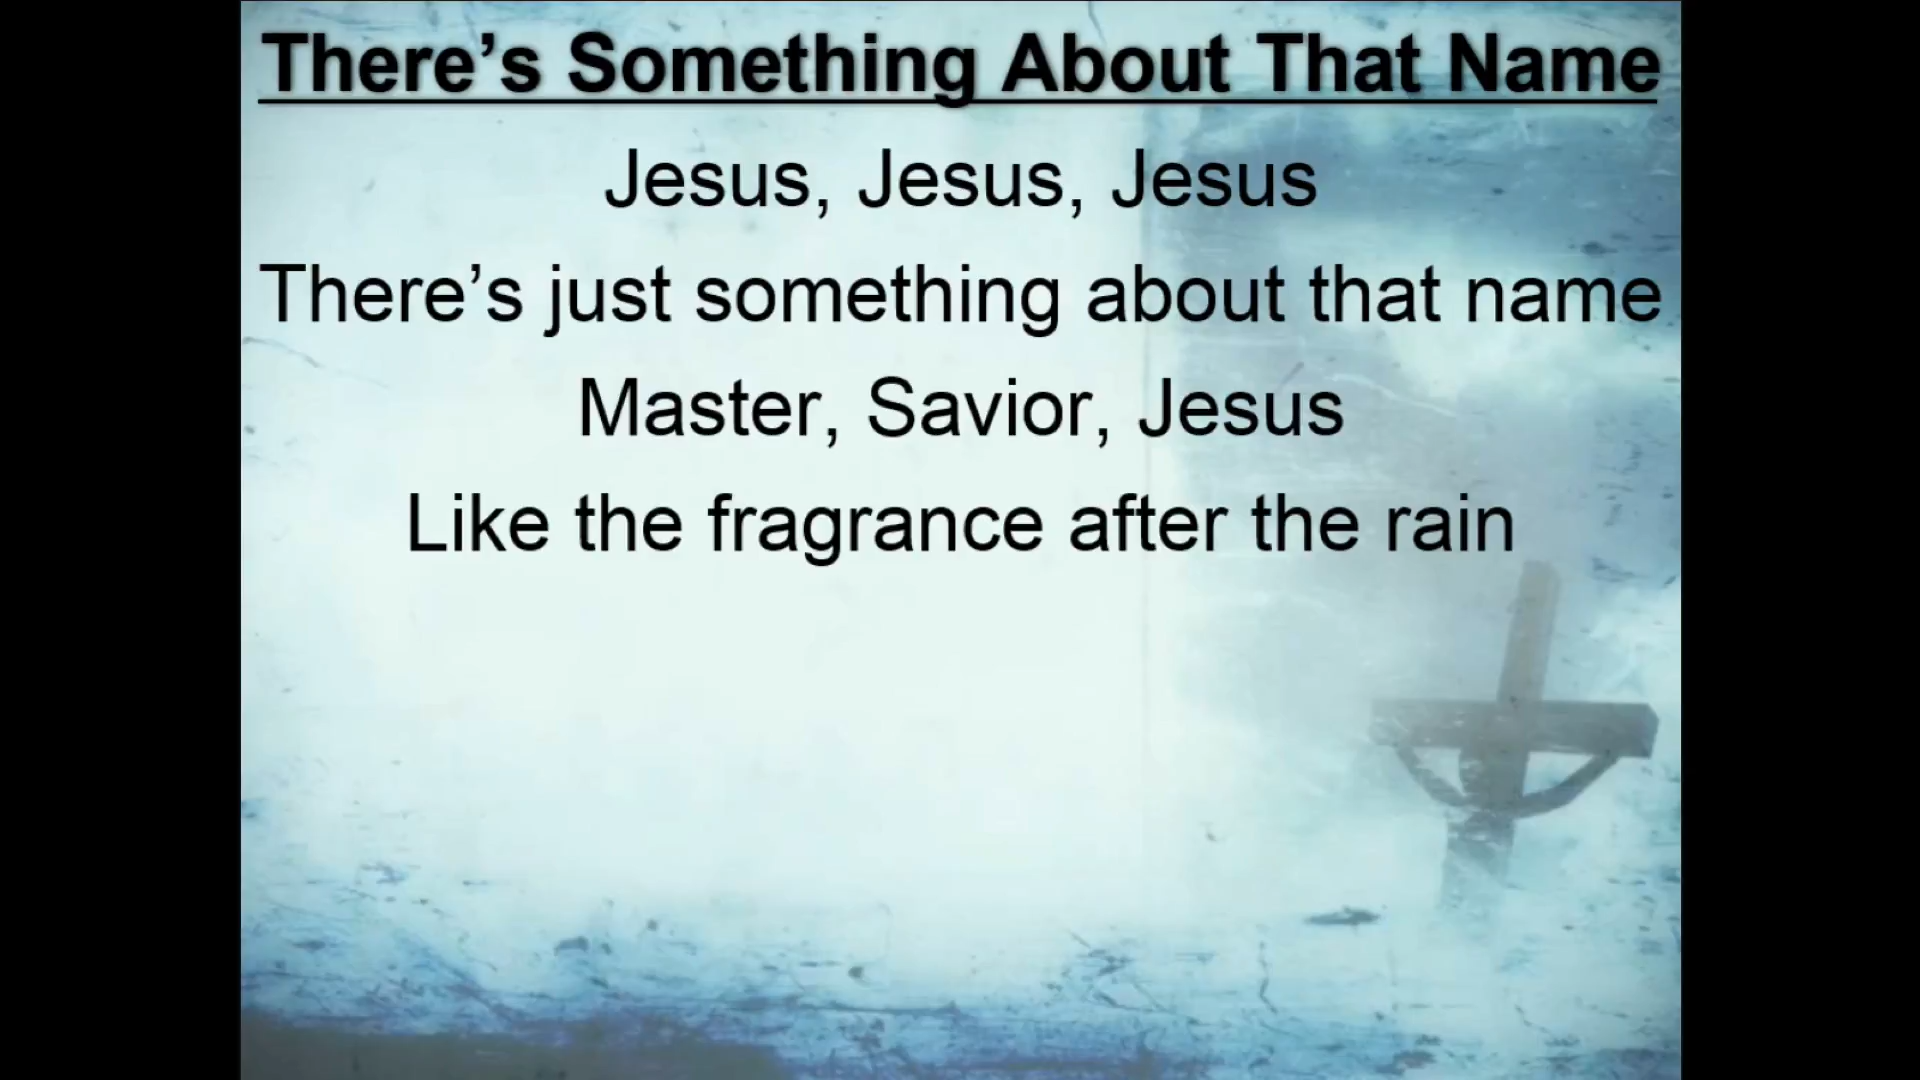 There’s Something About That Name
Jesus, Jesus, Jesus
There’s just something about that name
Master, Savior, Jesus
Like the fragrance after the rain